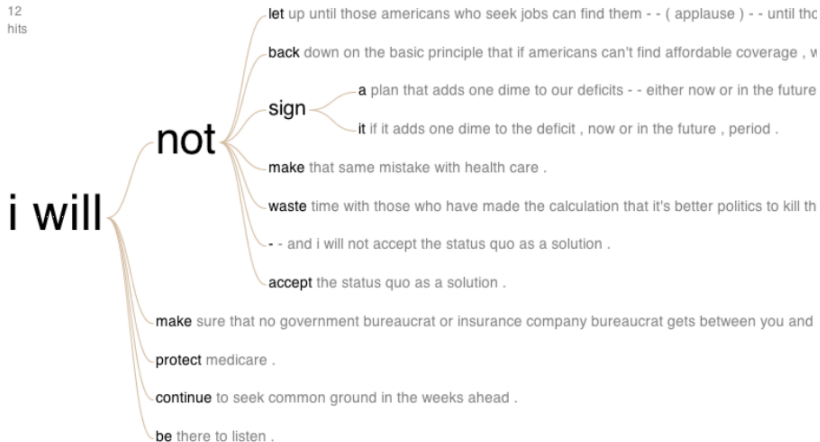 12
hits
let up until those americans who seek jobs can find them - - ( applause ) - - until
back down on the basic principle that if americans can't find affordable coverage ,
a plan that adds one dime to our deficits - - either now or in the future
sign
it if it adds one dime to the deficit , now or in the future , period .
not
make that same mistake with health care .
i will
waste time with those who have made the calculation that it's better politics to kill
- - and i will not accept the status quo as a solution .
accept the status quo as a solution .
make sure that no government bureaucrat or insurance company bureaucrat gets between you and
protect medicare .
continue to seek common ground in the weeks ahead .
be there to listen .